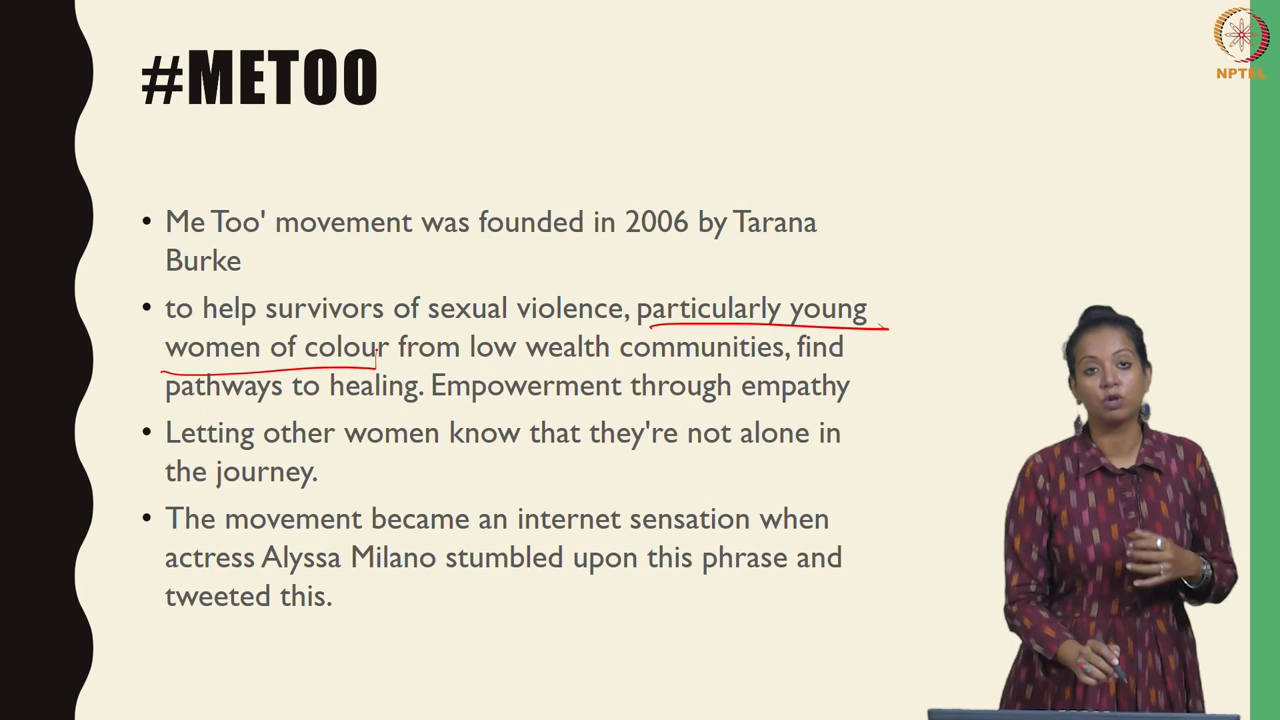 #METOO
NPTEL
• Me Too' movement was founded in 2006 by Tarana
Burke
• to help survivors of sexual violence, particularly young
women of colour from low wealth communities, find
pathways to healing. Empowerment through empathy
• Letting other women know that they're not alone in
the journey.
• The movement became an internet sensation when
actress Alyssa Milano stumbled upon this phrase and
tweeted this.